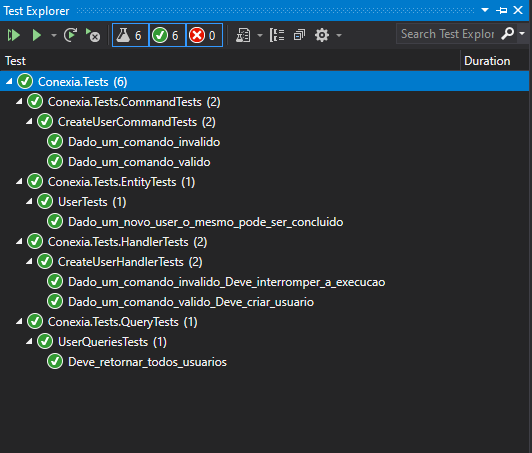 Test Explorer
6 6 0 Search Test Explor
Test Duration
Conexia.Tests (6)
Conexia.Tests.CommandTests (2)
CreateUserCommandTests (2)
Dado_um_comando_invalido
Dado_um_comando_valido
Conexia.Tests.EntityTests (1)
UserTests (1)
Dado_um_novo_user_o_mesmo_pode_ser_concluido
Conexia.Tests.HandlerTests (2)
CreateUserHandlerTests (2)
Dado_um_comando_invalido_Deve_interromper_a_execucao
Dado_um_comando_valido_Deve_criar_usuario
Conexia.Tests.QueryTests (1)
UserQueriesTests (1)
Deve_retornar_todos_usuarios